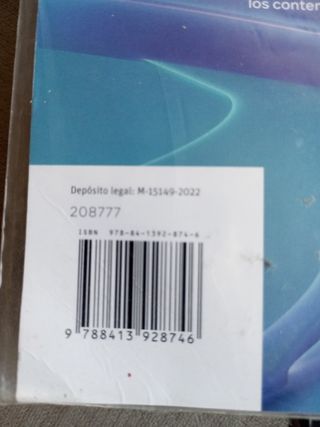 los conten
Depósito legal: M-15149-2022
208777
ISBN 978-84-1392-874-6
9 788413 928746